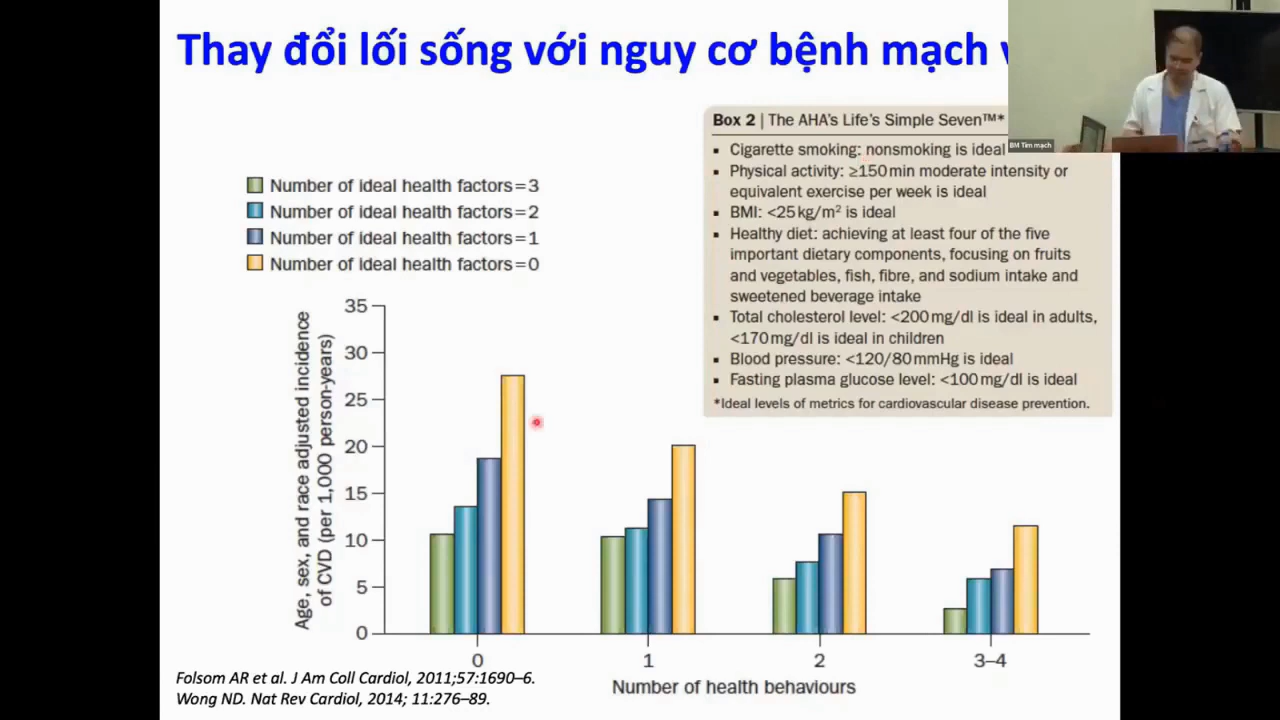 Thay đổi lối sống với nguy cơ bệnh mạch
BM Tim mạch
Box 2 | The AHA's Life's Simple Seven™*
▪ Cigarette smoking: nonsmoking is ideal
▪ Physical activity: ≥150 min moderate intensity or
equivalent exercise per week is ideal
▪ BMI: <25 kg/m² is ideal
▪ Healthy diet: achieving at least four of the five
important dietary components, focusing on fruits
and vegetables, fish, fibre, and sodium intake and
sweetened beverage intake
▪ Total cholesterol level: <200 mg/dl is ideal in adults,
<170 mg/dl is ideal in children
▪ Blood pressure: <120/80 mmHg is ideal
▪ Fasting plasma glucose level: <100 mg/dl is ideal
*Ideal levels of metrics for cardiovascular disease prevention.
Number of ideal health factors=3
Number of ideal health factors=2
Number of ideal health factors=1
Number of ideal health factors=0
Age, sex, and race adjusted incidence
of CVD (per 1,000 person-years)
35
30
25
20
15
10
5
0
0 1 2 3–4
Number of health behaviours
Folsom AR et al. J Am Coll Cardiol, 2011;57:1690–6.
Wong ND. Nat Rev Cardiol, 2014; 11:276–89.